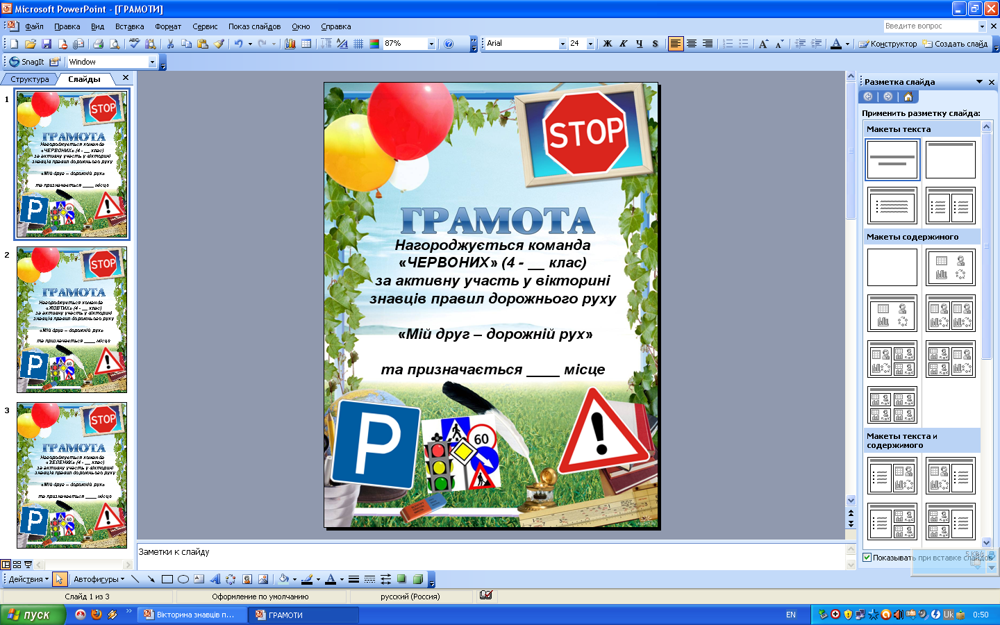 Microsoft PowerPoint - [ГРАМОТИ]
Файл Правка Вид Вставка Формат Сервис Показ слайдов Окно Справка
Введите вопрос
87%
Arial 24 Ж К Ч S
Конструктор Создать слайд
SnagIt Window
Структура Слайды
1
STOP
ГРАМОТА
Нагороджується команда
«ЧЕРВОНИХ» (4 - __ клас)
за активну участь у вікторині
знавців правил дорожнього руху
«Мій друг – дорожній рух»
та призначається ____ місце
P
60
2
STOP
ГРАМОТА
Нагороджується команда
«ЖОВТИХ» (4 - __ клас)
за активну участь у вікторині
знавців правил дорожнього руху
«Мій друг – дорожній рух»
та призначається ____ місце
P
60
3
STOP
ГРАМОТА
Нагороджується команда
«ЗЕЛЕНИХ» (4 - __ клас)
за активну участь у вікторині
знавців правил дорожнього руху
«Мій друг – дорожній рух»
та призначається ____ місце
P
60
STOP
ГРАМОТА
Нагороджується команда
«ЧЕРВОНИХ» (4 - __ клас)
за активну участь у вікторині
знавців правил дорожнього руху
«Мій друг – дорожній рух»
та призначається ____ місце
P
60
Заметки к слайду
Разметка слайда
Применить разметку слайда:
Макеты текста
Макеты содержимого
Макеты текста и
содержимого
Показывать при вставке слайдов
5 KB/s
Действия Автофигуры
Слайд 1 из 3 Оформление по умолчанию русский (Россия)
пуск
Вікторина знавців п...
ГРАМОТИ
EN
Uk
0:50